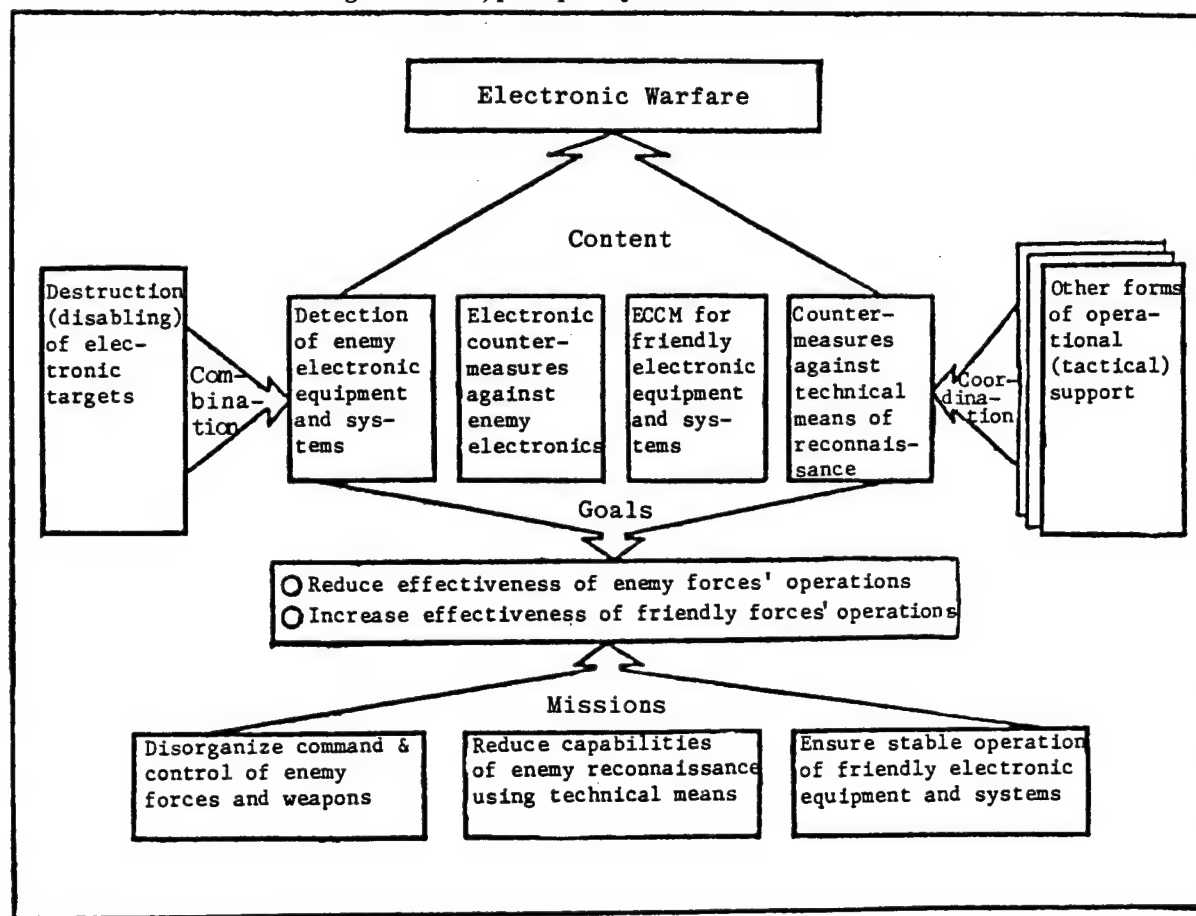 Electronic Warfare
Content
Destruction
(disabling)
of elec-
tronic
targets
Com-
bina-
tion
Detection
of enemy
electronic
equipment
and sys-
tems
Electronic
counter-
measures
against
enemy
electronics
ECCM for
friendly
electronic
equipment
and sys-
tems
Counter-
measures
against
technical
means of
reconnais-
sance
Coor-
dina-
tion
Other forms
of opera-
tional
(tactical)
support
Goals
○ Reduce effectiveness of enemy forces' operations
○ Increase effectiveness of friendly forces' operations
Missions
Disorganize command &
control of enemy
forces and weapons
Reduce capabilities
of enemy reconnaissance
using technical means
Ensure stable operation
of friendly electronic
equipment and systems